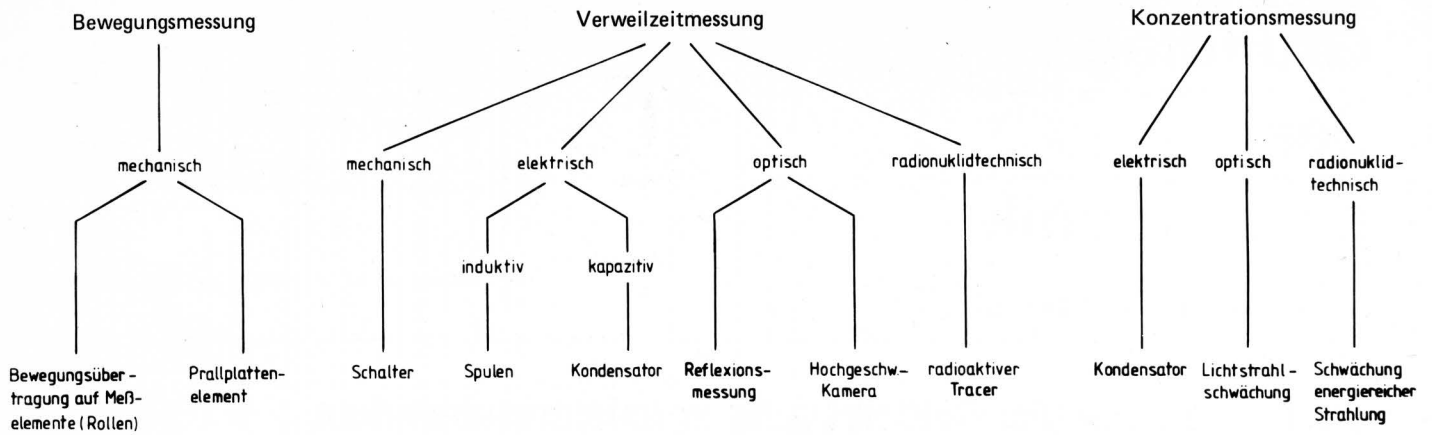 Bewegungsmessung
Verweilzeitmessung
Konzentrationsmessung
mechanisch
mechanisch
elektrisch
optisch
radionuklidtechnisch
elektrisch
optisch
radionuklid-
technisch
induktiv
kapazitiv
Bewegungsüber-
tragung auf Meß-
elemente (Rollen)
Prallplatten-
element
Schalter
Spulen
Kondensator
Reflexions-
messung
Hochgeschw.-
Kamera
radioaktiver
Tracer
Kondensator
Lichtstrahl-
schwächung
Schwächung
energiereicher
Strahlung